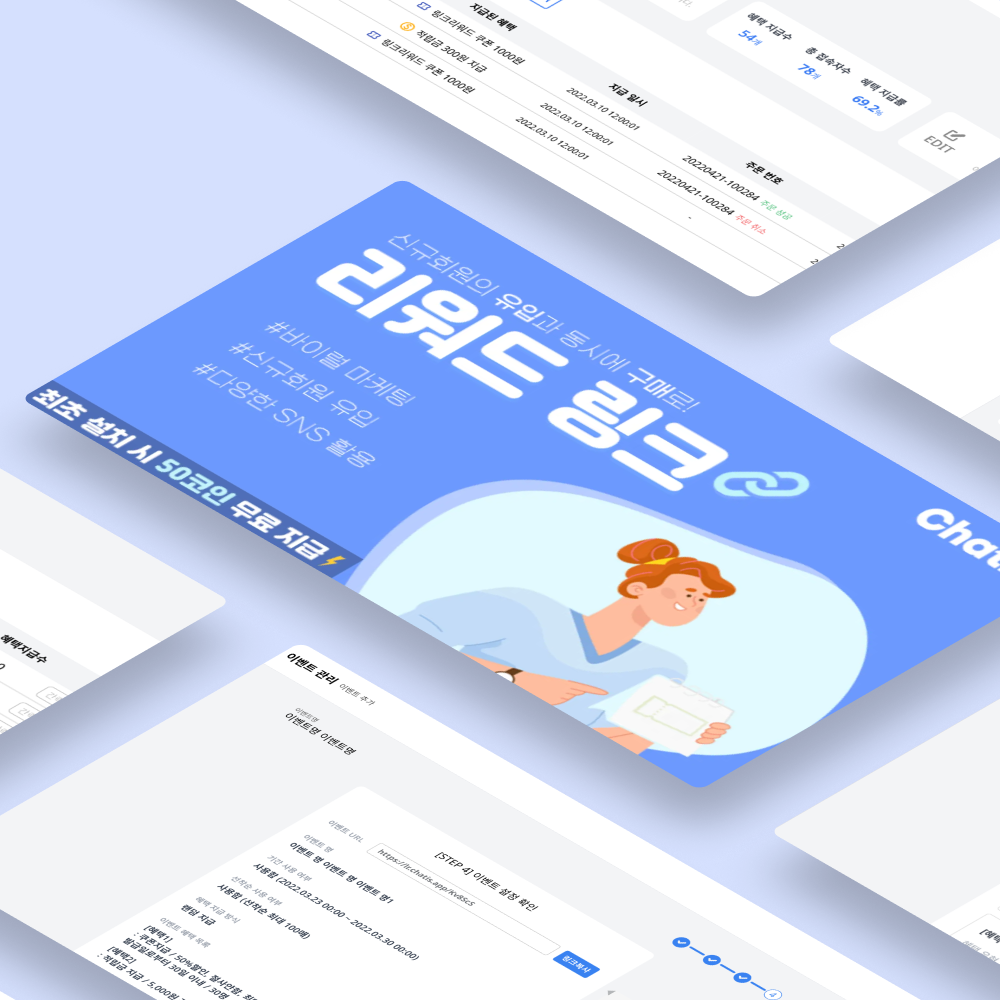 지급된 혜택
링크리워드 쿠폰 1000원
적립금 300원 지급
링크리워드 쿠폰 1000원
지급 일시
2022.03.10 12:00:01
2022.03.10 12:00:01
2022.03.10 12:00:01
주문 번호
20220421-100284 주문 성공
20220421-100284 주문 취소
-
혜택 지급수
54개
총 접속자수
78개
혜택 지급률
69.2%
EDIT
신규회원의 유입과 동시에 구매로!
리워드 링크
#바이럴 마케팅
#신규회원 유입
#다양한 SNS 활용
최초 설치 시 50코인 무료 지급
혜택지급수
이벤트 관리 이벤트 추가
이벤트명
이벤트명 이벤트명
[STEP 4] 이벤트 설정 확인
이벤트 URL
https://lr.chatis.app/Kv8ScS
링크복사
이벤트 명
이벤트 명 이벤트 명 이벤트 명1
기간 사용 여부
사용함 (2022.03.23 00:00 ~ 2022.03.30 00:00)
선착순 사용 여부
사용함 (선착순 최대 100매)
혜택 지급 방식
랜덤 지급
이벤트 혜택 목록
[혜택1]
: 쿠폰지급 / 50%할인,
발급일로부터 30일 이내 / 30명
[혜택2]
: 적립금 지급 / 5,000원
4